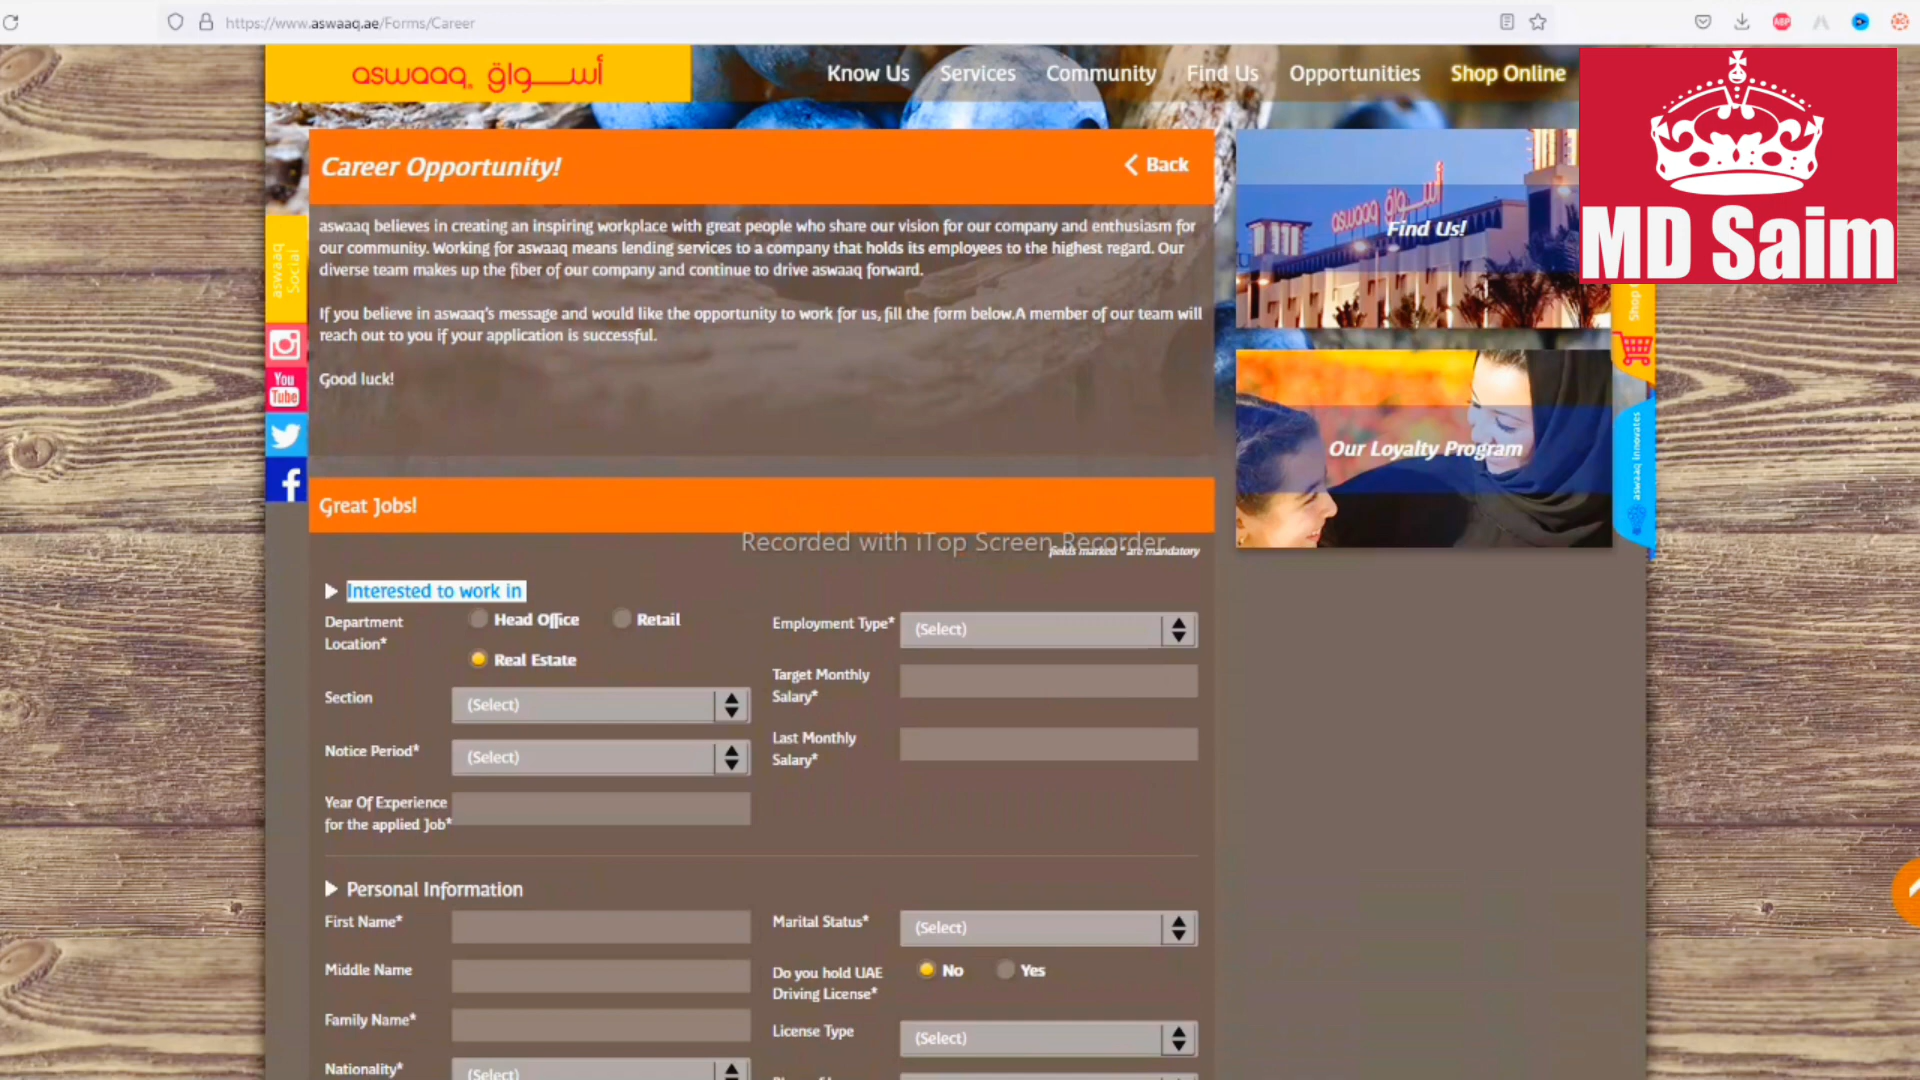 https://www.aswaaq.ae/Forms/Career
ABP
aswaaq أســواق
Know Us
Services
Community
Find Us
Opportunities
Shop Online
MD Saim
Career Opportunity!
Back
aswaaq believes in creating an inspiring workplace with great people who share our vision for our company and enthusiasm for
our community. Working for aswaaq means lending services to a company that holds its employees to the highest regard. Our
diverse team makes up the fiber of our company and continue to drive aswaaq forward.
If you believe in aswaaq's message and would like the opportunity to work for us, fill the form below.A member of our team will
reach out to you if your application is successful.
Good luck!
aswaaq
Social
You
Tube
aswaaq أسـواق
Find Us!
Shop
Our Loyalty Program
aswaaq innovates
Great Jobs!
Recorded with iTop Screen Recorder
fields marked * are mandatory
Interested to work in
Department
Location*
Head Office
Retail
Real Estate
Employment Type*
(Select)
Target Monthly
Salary*
Section
(Select)
Last Monthly
Salary*
Notice Period*
(Select)
Year Of Experience
for the applied Job*
Personal Information
First Name*
Marital Status*
(Select)
Middle Name
Do you hold UAE
Driving License*
No
Yes
Family Name*
License Type
(Select)
Nationality*
(Select)